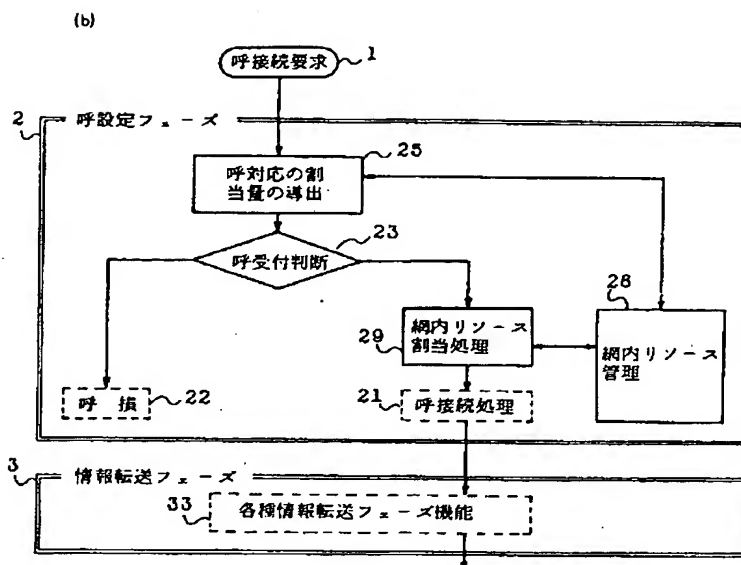 (b)
呼接続要求
1
2
呼設定フェーズ
25
呼対応の割
当量の導出
23
呼受付判断
28
網内リソース
割当処理
29
網内リソース
管理
呼損
22
21
呼接続処理
3
情報転送フェーズ
33
各種情報転送フェーズ機能